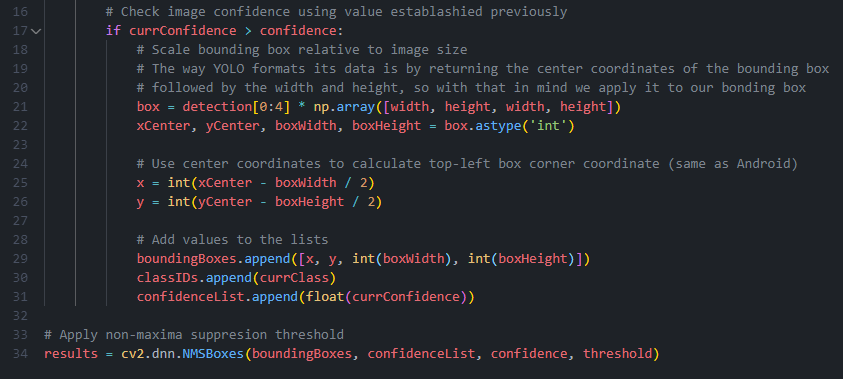 16 # Check image confidence using value establashied previously
17 if currConfidence > confidence:
18 # Scale bounding box relative to image size
19 # The way YOLO formats its data is by returning the center coordinates of the bounding box
20 # followed by the width and height, so with that in mind we apply it to our bonding box
21 box = detection[0:4] * np.array([width, height, width, height])
22 xCenter, yCenter, boxWidth, boxHeight = box.astype('int')
23
24 # Use center coordinates to calculate top-left box corner coordinate (same as Android)
25 x = int(xCenter - boxWidth / 2)
26 y = int(yCenter - boxHeight / 2)
27
28 # Add values to the lists
29 boundingBoxes.append([x, y, int(boxWidth), int(boxHeight)])
30 classIDs.append(currClass)
31 confidenceList.append(float(currConfidence))
32
33 # Apply non-maxima suppresion threshold
34 results = cv2.dnn.NMSBoxes(boundingBoxes, confidenceList, confidence, threshold)